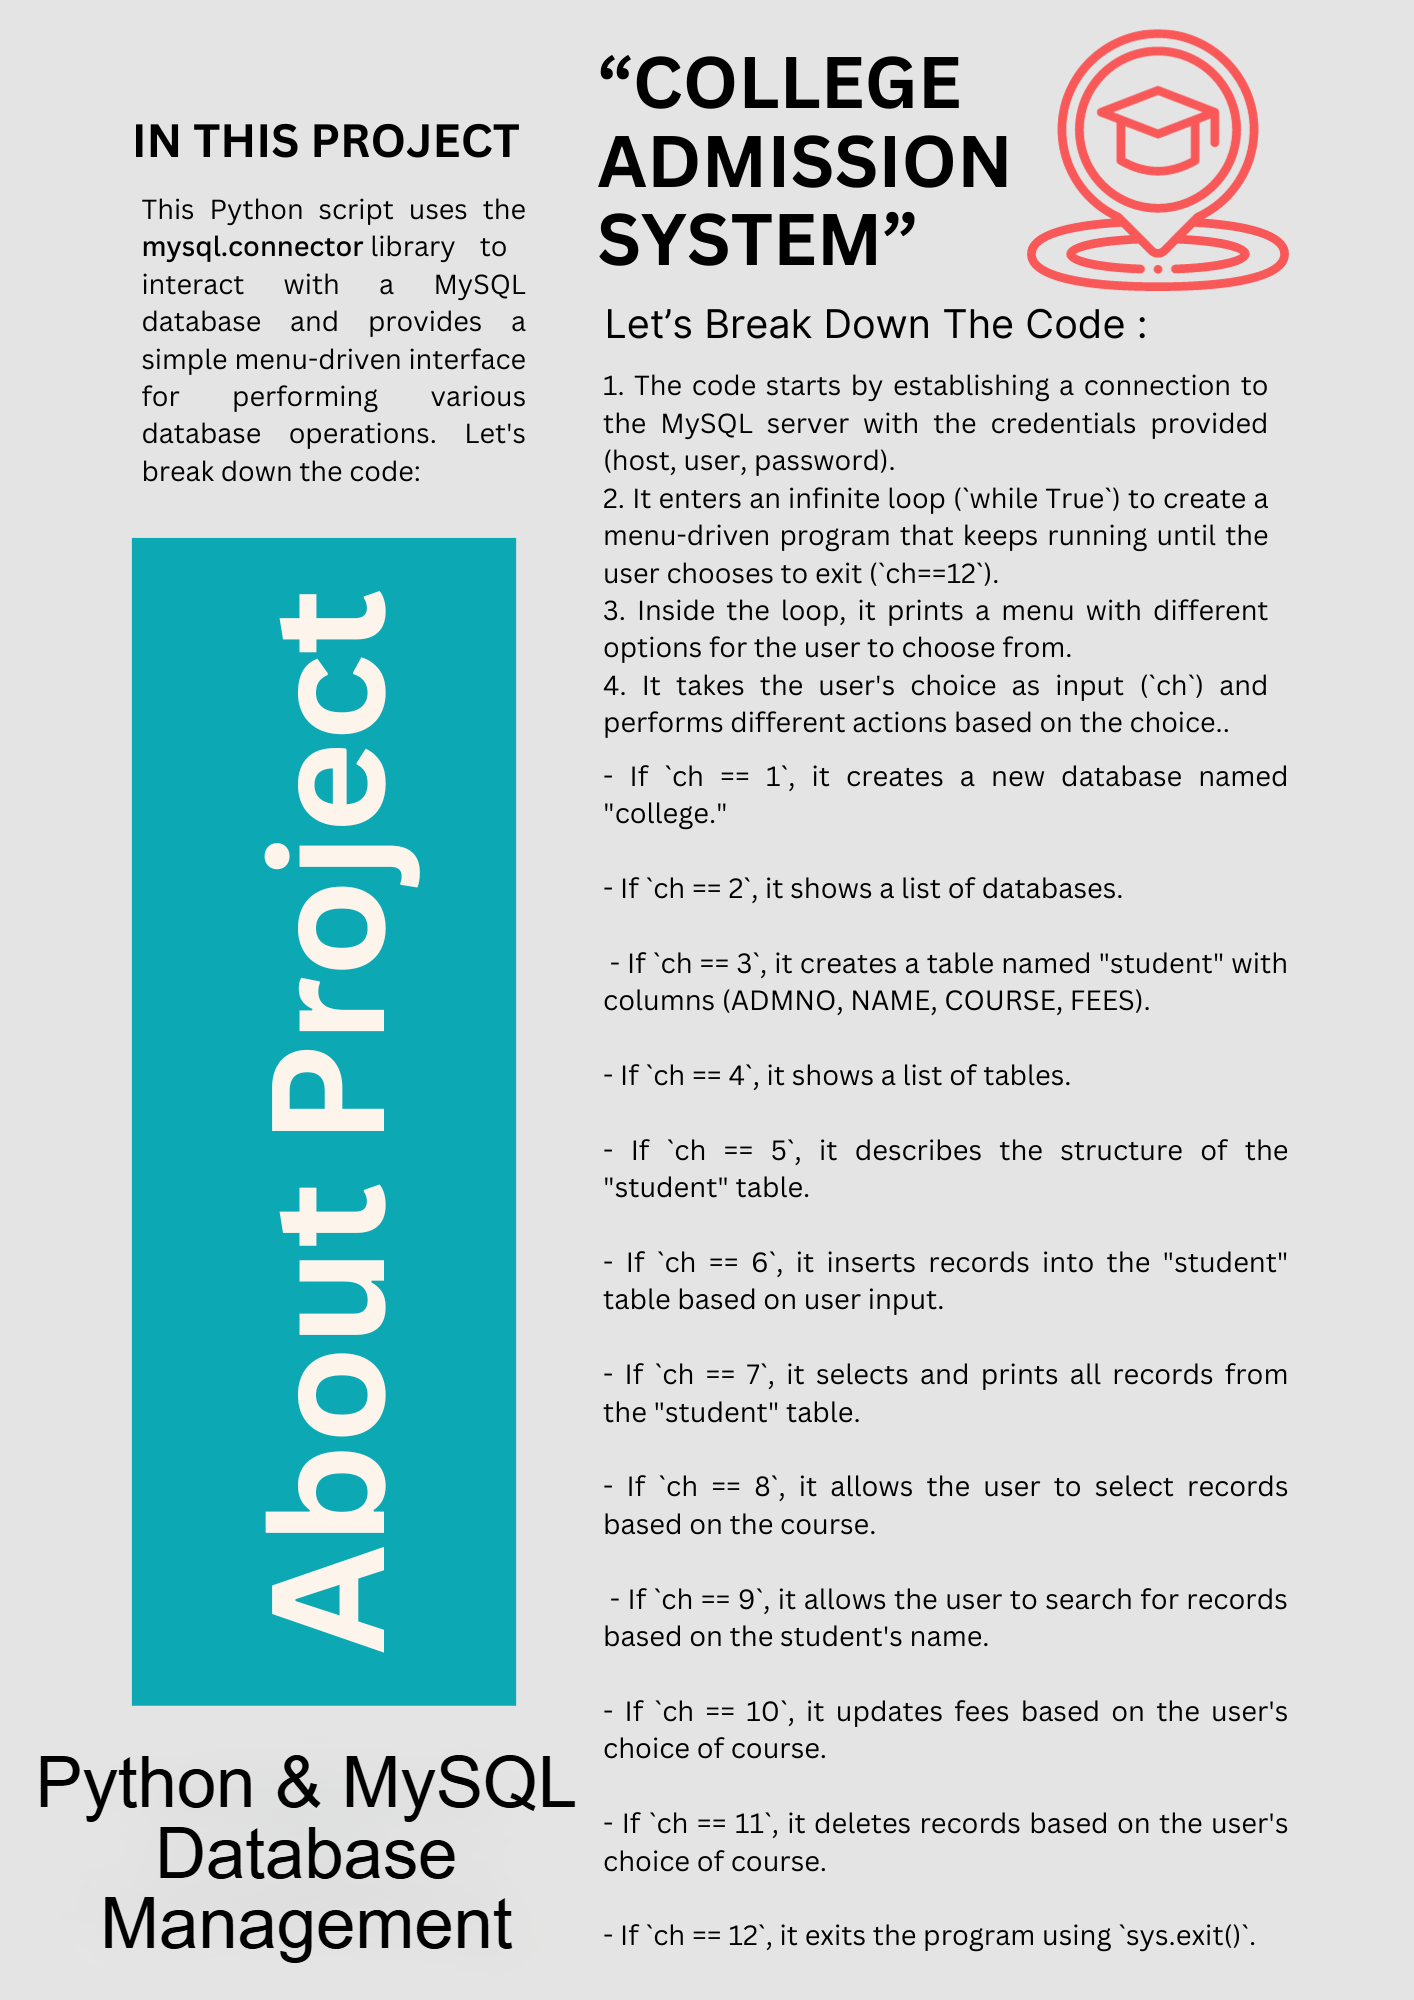 IN THIS PROJECT
This Python script uses the
mysql.connector library to
interact with a MySQL
database and provides a
simple menu-driven interface
for performing various
database operations. Let's
break down the code:
About Project
Python & MySQL
Database
Management
“COLLEGE
ADMISSION
SYSTEM”
Let’s Break Down The Code :
1. The code starts by establishing a connection to
the MySQL server with the credentials provided
(host, user, password).
2. It enters an infinite loop (`while True`) to create a
menu-driven program that keeps running until the
user chooses to exit (`ch==12`).
3. Inside the loop, it prints a menu with different
options for the user to choose from.
4. It takes the user's choice as input (`ch`) and
performs different actions based on the choice..
- If `ch == 1`, it creates a new database named
"college."
- If `ch == 2`, it shows a list of databases.
- If `ch == 3`, it creates a table named "student" with
columns (ADMNO, NAME, COURSE, FEES).
- If `ch == 4`, it shows a list of tables.
- If `ch == 5`, it describes the structure of the
"student" table.
- If `ch == 6`, it inserts records into the "student"
table based on user input.
- If `ch == 7`, it selects and prints all records from
the "student" table.
- If `ch == 8`, it allows the user to select records
based on the course.
- If `ch == 9`, it allows the user to search for records
based on the student's name.
- If `ch == 10`, it updates fees based on the user's
choice of course.
- If `ch == 11`, it deletes records based on the user's
choice of course.
- If `ch == 12`, it exits the program using `sys.exit()`.